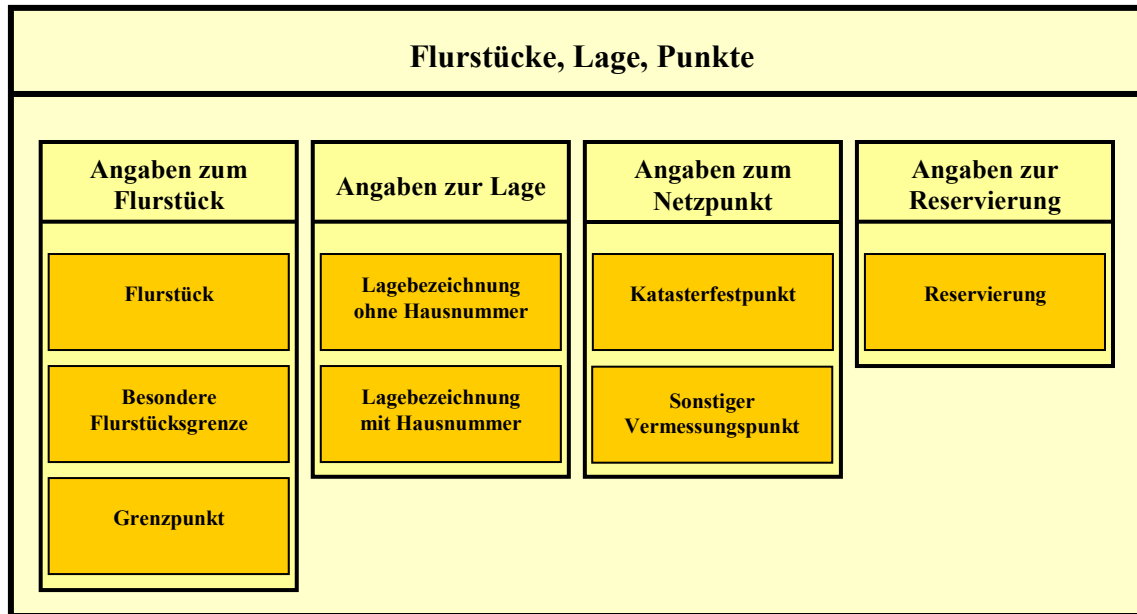 Flurstücke, Lage, Punkte
Angaben zum
Flurstück
Flurstück
Besondere
Flurstücksgrenze
Grenzpunkt
Angaben zur Lage
Lagebezeichnung
ohne Hausnummer
Lagebezeichnung
mit Hausnummer
Angaben zum
Netzpunkt
Katasterfestpunkt
Sonstiger
Vermessungspunkt
Angaben zur
Reservierung
Reservierung